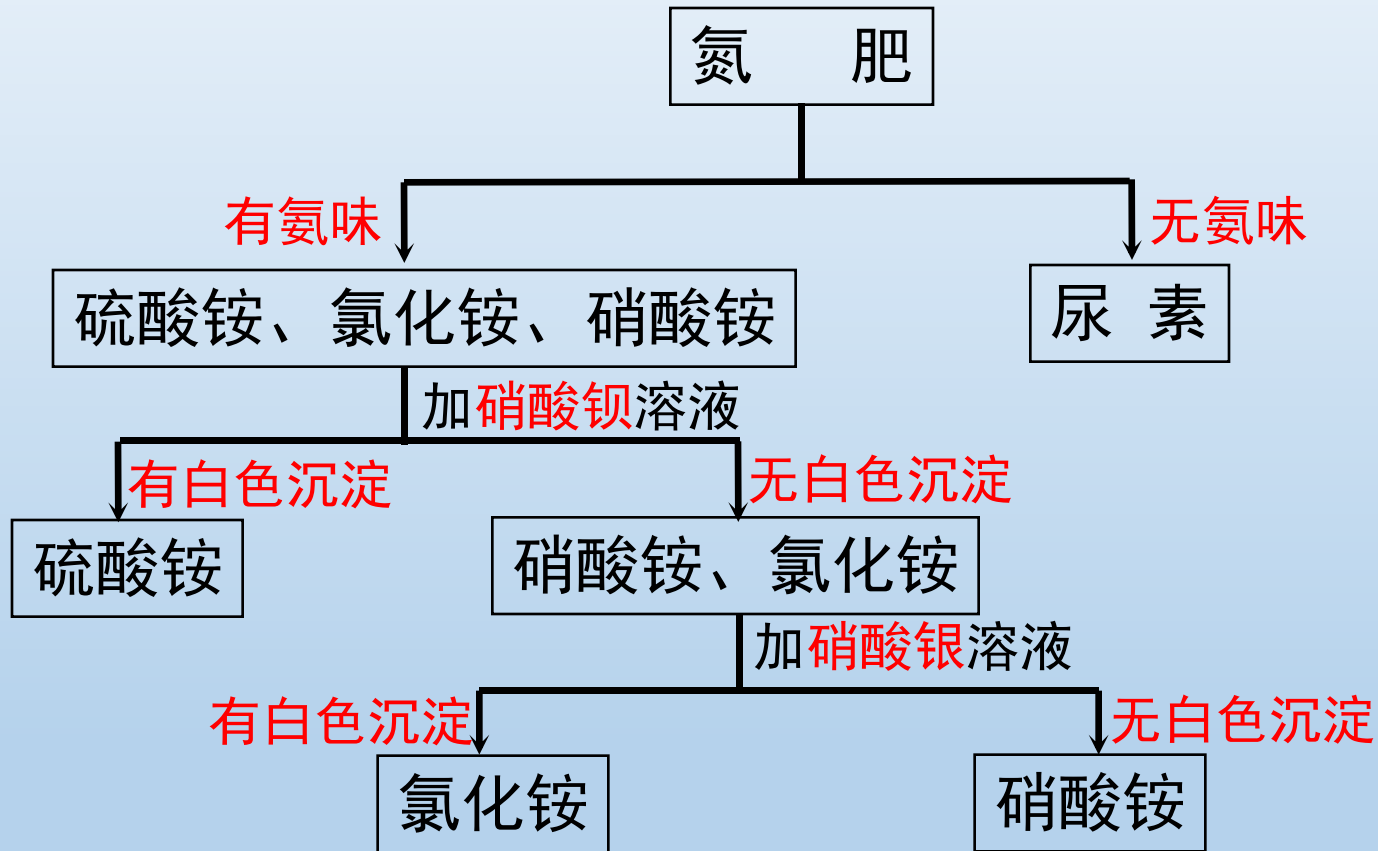 氮 肥
有氨味
无氨味
硫酸铵、氯化铵、硝酸铵
尿 素
加硝酸钡溶液
有白色沉淀
无白色沉淀
硫酸铵
硝酸铵、氯化铵
加硝酸银溶液
有白色沉淀
无白色沉淀
氯化铵
硝酸铵